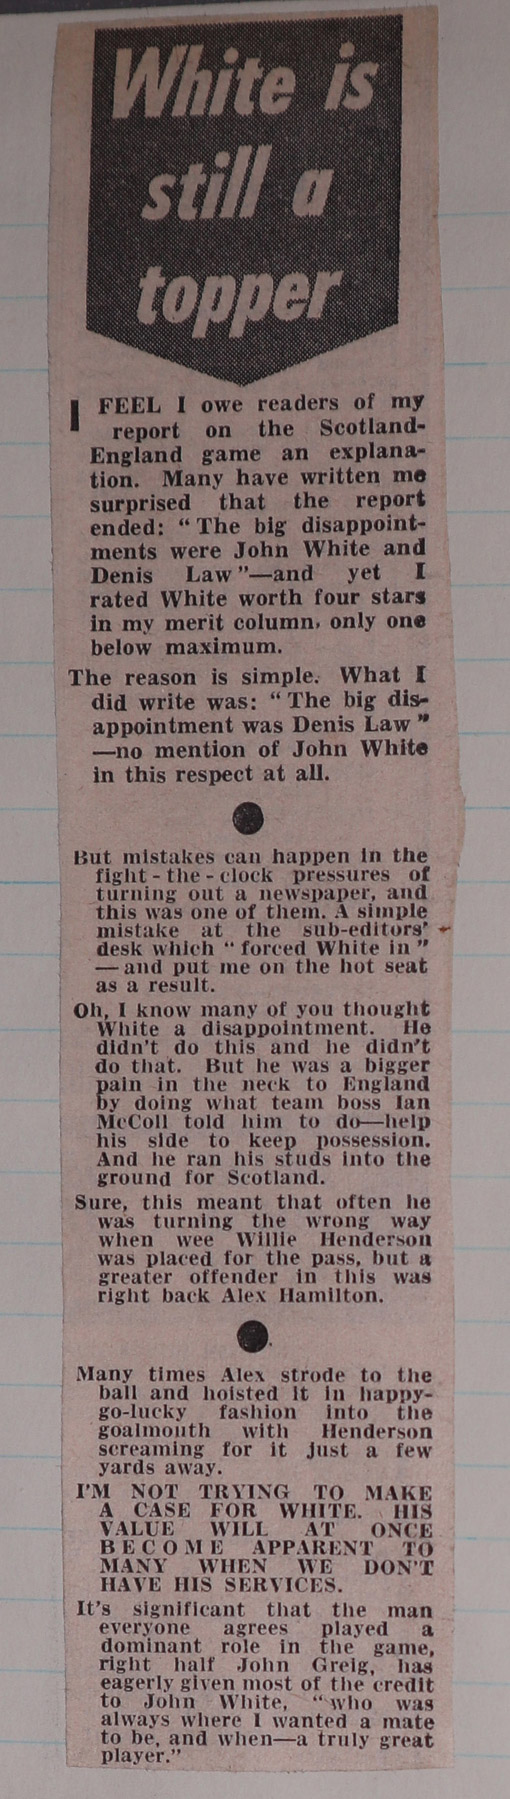 White is
still a
topper
I FEEL I owe readers of my
report on the Scotland-
England game an explana-
tion. Many have written me
surprised that the report
ended: "The big disappoint-
ments were John White and
Denis Law"—and yet I
rated White worth four stars
in my merit column, only one
below maximum.
The reason is simple. What I
did write was: "The big dis-
appointment was Denis Law"
—no mention of John White
in this respect at all.
But mistakes can happen in the
fight-the-clock pressures of
turning out a newspaper, and
this was one of them. A simple
mistake at the sub-editors'
desk which "forced White in"
—and put me on the hot seat
as a result.
Oh, I know many of you thought
White a disappointment. He
didn't do this and he didn't
do that. But he was a bigger
pain in the neck to England
by doing what team boss Ian
McColl told him to do—help
his side to keep possession.
And he ran his studs into the
ground for Scotland.
Sure, this meant that often he
was turning the wrong way
when wee Willie Henderson
was placed for the pass, but a
greater offender in this was
right back Alex Hamilton.
Many times Alex strode to the
ball and hoisted it in happy-
go-lucky fashion into the
goalmouth with Henderson
screaming for it just a few
yards away.
I'M NOT TRYING TO MAKE
A CASE FOR WHITE. HIS
VALUE WILL AT ONCE
BECOME APPARENT TO
MANY WHEN WE DON'T
HAVE HIS SERVICES.
It's significant that the man
everyone agrees played a
dominant role in the game,
right half John Greig, has
eagerly given most of the credit
to John White, "who was
always where I wanted a mate
to be, and when—a truly great
player."